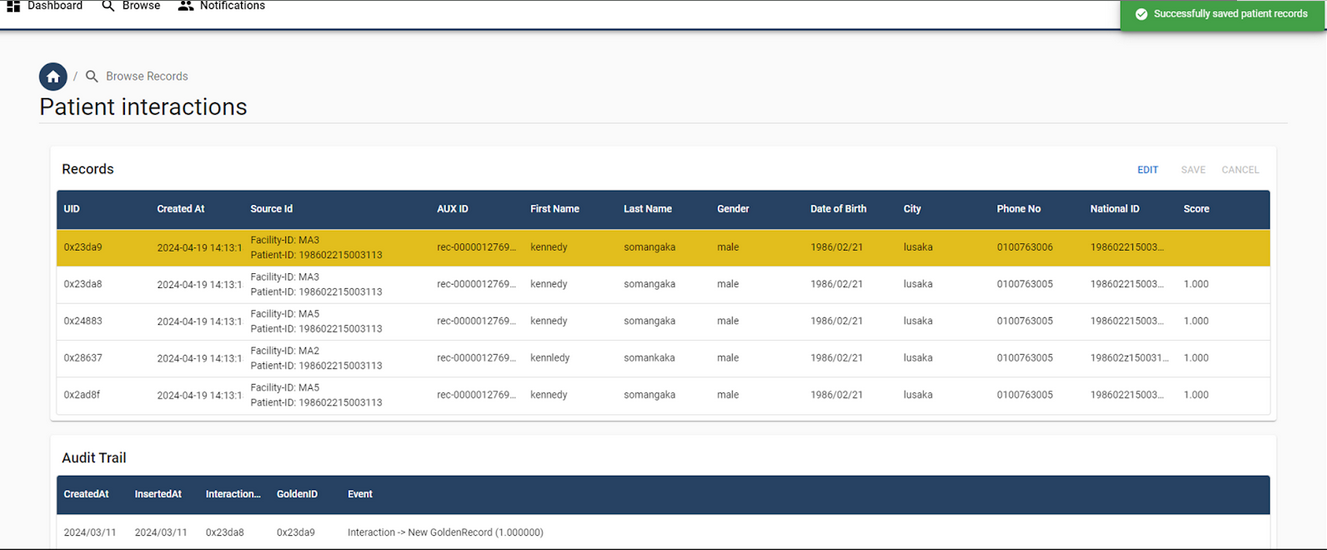 Dashboard Browse Notifications
Successfully saved patient records
/ Browse Records
Patient interactions
Records EDIT SAVE CANCEL
UID Created At Source Id AUX ID First Name Last Name Gender Date of Birth City Phone No National ID Score
0x23da9 2024-04-19 14:13:1 Facility-ID: MA3 rec-0000012769... kennedy somangaka male 1986/02/21 lusaka 0100763006 198602215003...
Patient-ID: 198602215003113
0x23da8 2024-04-19 14:13:1 Facility-ID: MA3 rec-0000012769... kennedy somangaka male 1986/02/21 lusaka 0100763005 198602215003... 1.000
Patient-ID: 198602215003113
0x24883 2024-04-19 14:13:1 Facility-ID: MA5 rec-0000012769... kennedy somangaka male 1986/02/21 lusaka 0100763005 198602215003... 1.000
Patient-ID: 198602215003113
0x28637 2024-04-19 14:13:1 Facility-ID: MA2 rec-0000012769... kennledy somankaka male 1986/02/21 lusaka 0100763005 198602z150031... 1.000
Patient-ID: 198602215003113
0x2ad8f 2024-04-19 14:13:1 Facility-ID: MA5 rec-0000012769... kennedy somangaka male 1986/02/21 lusaka 0100763005 198602215003... 1.000
Patient-ID: 198602215003113
Audit Trail
CreatedAt InsertedAt Interaction... GoldenID Event
2024/03/11 2024/03/11 0x23da8 0x23da9 Interaction -> New GoldenRecord (1.000000)